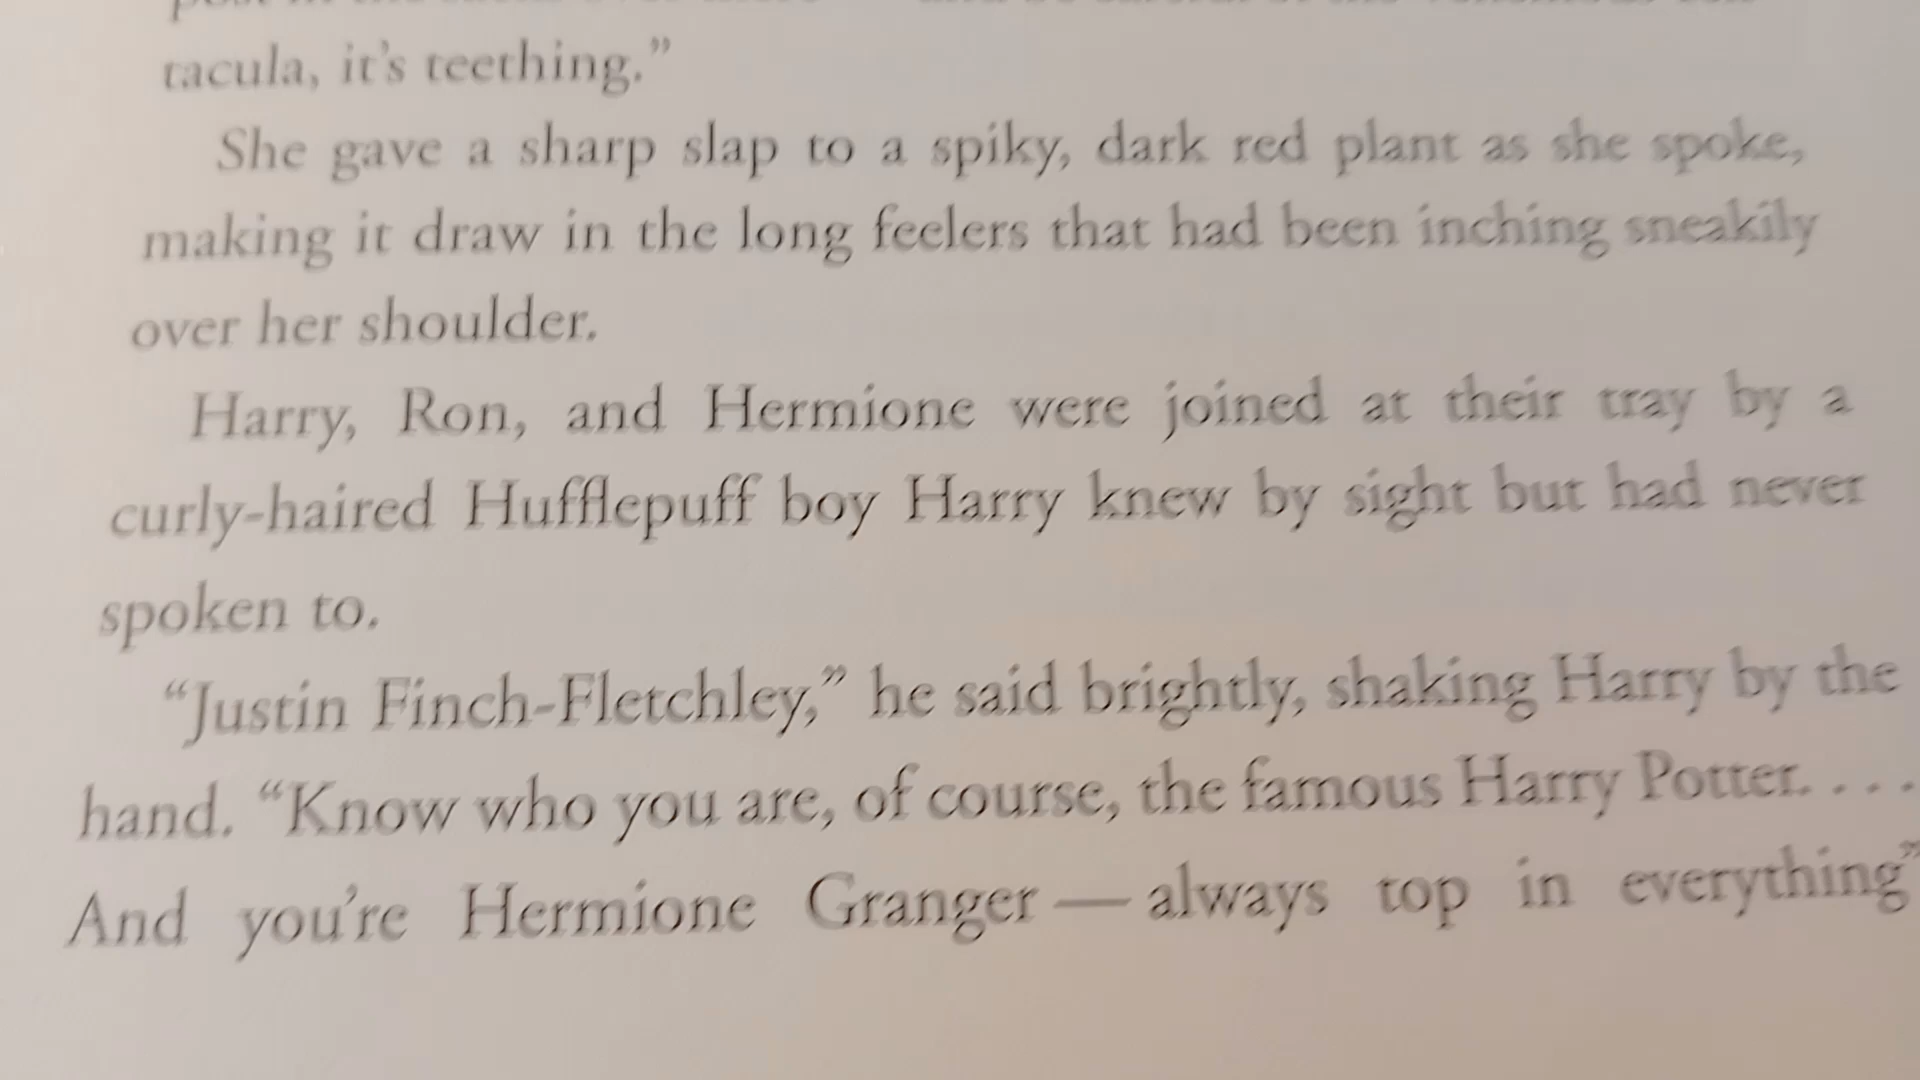 tacula, it's teething.”
She gave a sharp slap to a spiky, dark red plant as she spoke,
making it draw in the long feelers that had been inching sneakily
over her shoulder.
Harry, Ron, and Hermione were joined at their tray by a
curly-haired Hufflepuff boy Harry knew by sight but had never
spoken to.
“Justin Finch-Fletchley,” he said brightly, shaking Harry by the
hand. “Know who you are, of course, the famous Harry Potter. . . .
And you're Hermione Granger — always top in everything”